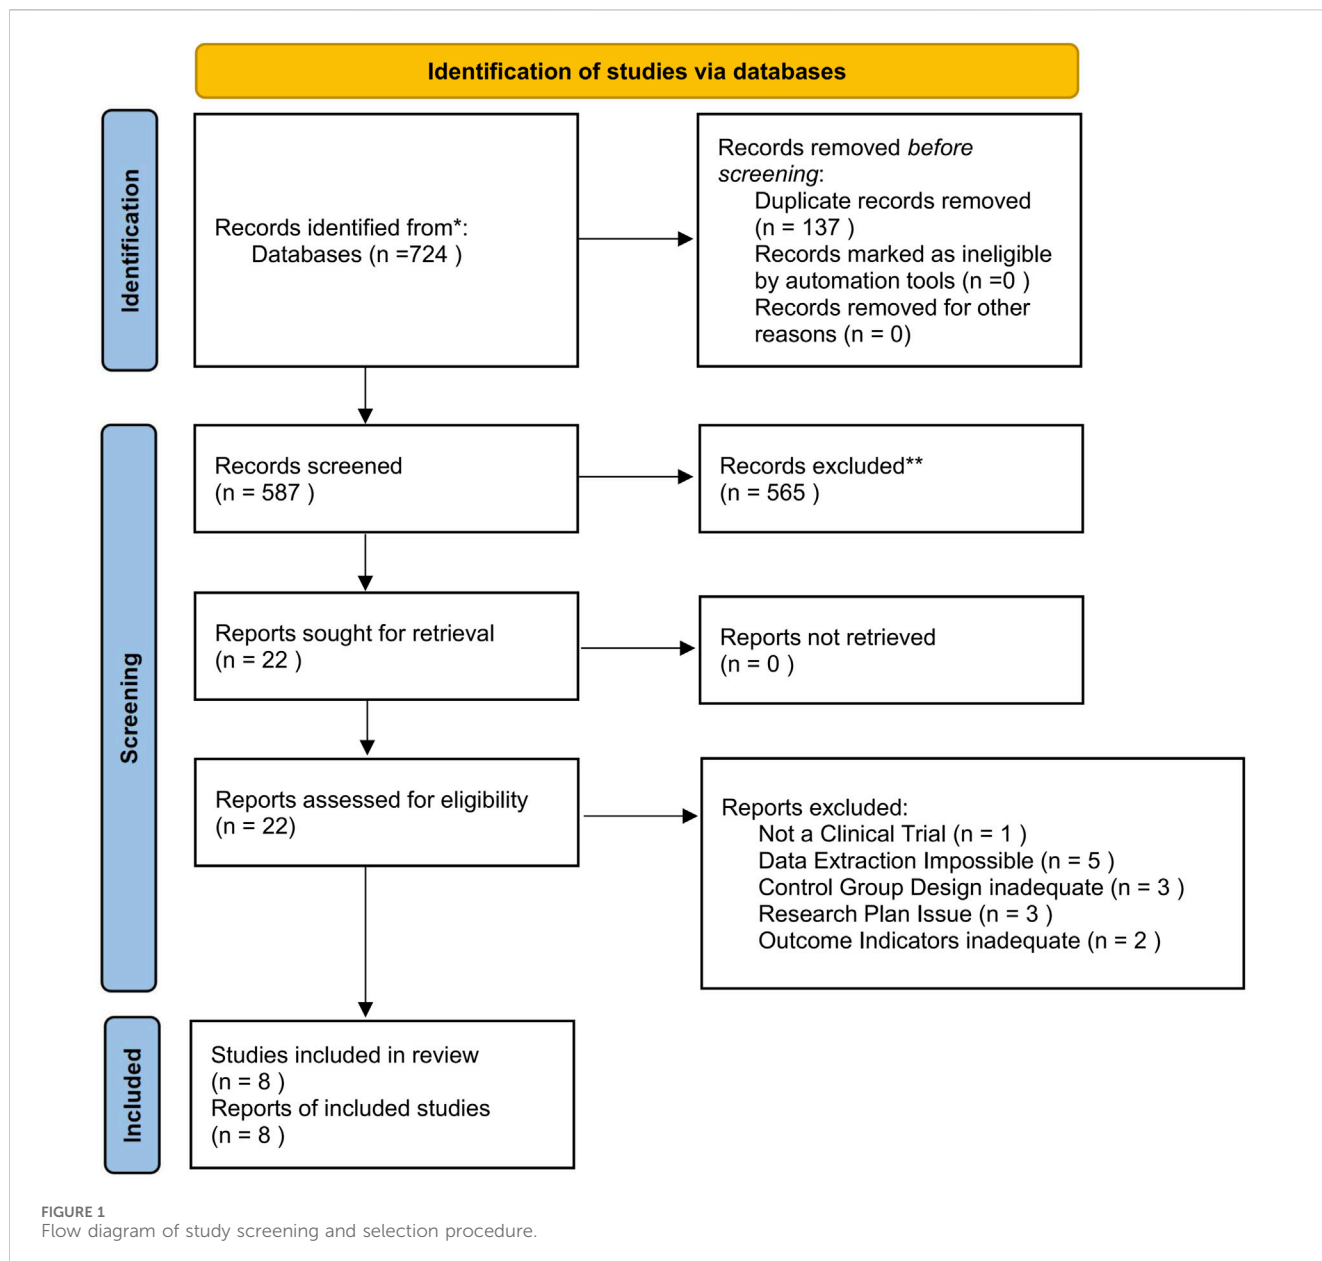 Identification of studies via databases
Identification
Records identified from*:
Databases (n =724 )
Records removed before
screening:
Duplicate records removed
(n = 137 )
Records marked as ineligible
by automation tools (n =0 )
Records removed for other
reasons (n = 0)
Screening
Records screened
(n = 587 )
Records excluded**
(n = 565 )
Reports sought for retrieval
(n = 22 )
Reports not retrieved
(n = 0 )
Reports assessed for eligibility
(n = 22)
Reports excluded:
Not a Clinical Trial (n = 1 )
Data Extraction Impossible (n = 5 )
Control Group Design inadequate (n = 3 )
Research Plan Issue (n = 3 )
Outcome Indicators inadequate (n = 2 )
Included
Studies included in review
(n = 8 )
Reports of included studies
(n = 8 )
FIGURE 1
Flow diagram of study screening and selection procedure.